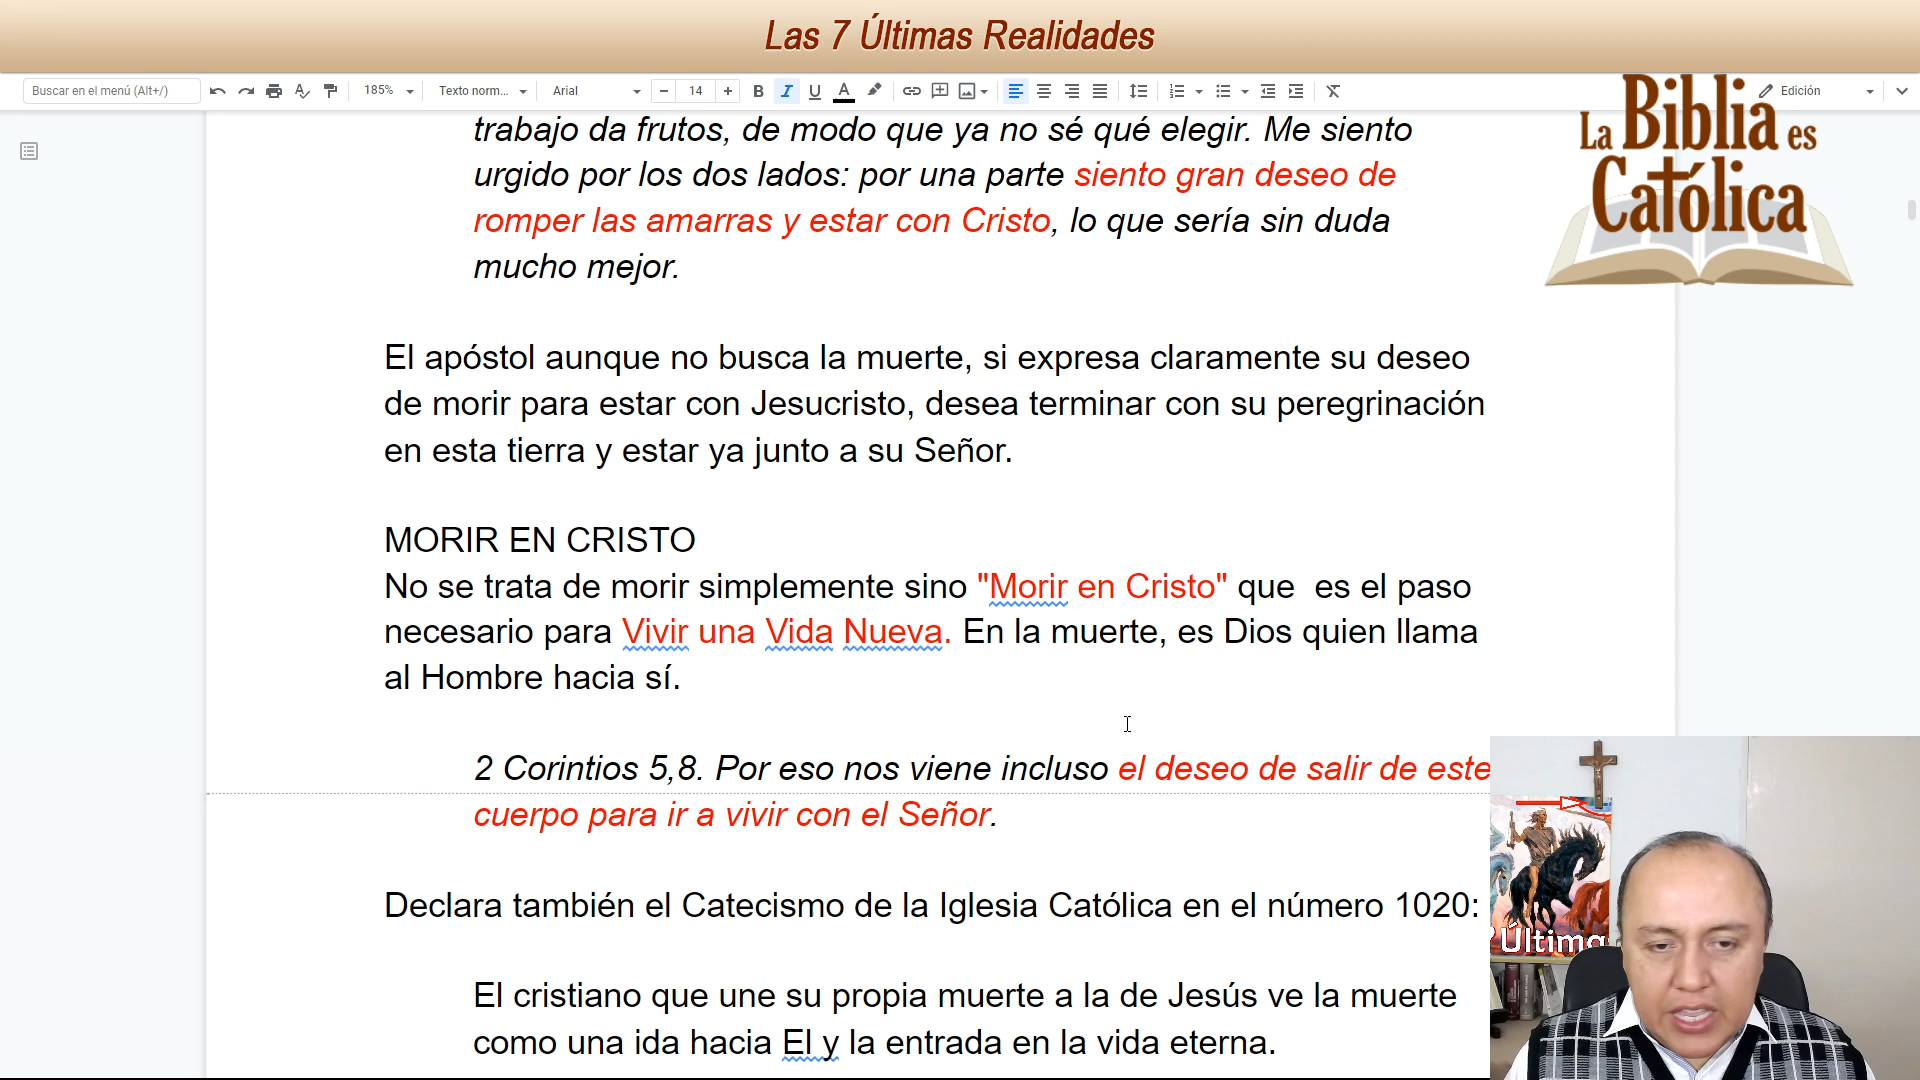 Las 7 Últimas Realidades
Buscar en el menú (Alt+/)
185%
Texto norm...
Arial
14
B
I
U
A
Edición
La Biblia es
Católica
trabajo da frutos, de modo que ya no sé qué elegir. Me siento
urgido por los dos lados: por una parte siento gran deseo de
romper las amarras y estar con Cristo, lo que sería sin duda
mucho mejor.
El apóstol aunque no busca la muerte, si expresa claramente su deseo
de morir para estar con Jesucristo, desea terminar con su peregrinación
en esta tierra y estar ya junto a su Señor.
MORIR EN CRISTO
No se trata de morir simplemente sino "Morir en Cristo" que  es el paso
necesario para Vivir una Vida Nueva. En la muerte, es Dios quien llama
al Hombre hacia sí.
2 Corintios 5,8. Por eso nos viene incluso el deseo de salir de este
cuerpo para ir a vivir con el Señor.
Declara también el Catecismo de la Iglesia Católica en el número 1020:
El cristiano que une su propia muerte a la de Jesús ve la muerte
como una ida hacia El y la entrada en la vida eterna.
Última